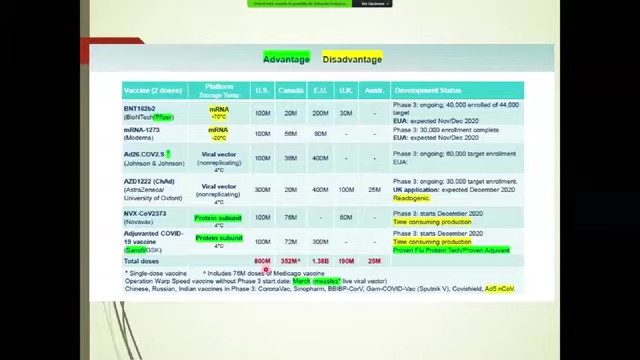 Ver Opciones
Advantage Disadvantage
Vaccine (2 doses) Platform Storage Temp U.S. Canada E.U. U.K. Austr. Development Status
BNT162b2 (BioNTech/Pfizer) mRNA -70°C 100M 20M 200M 30M - Phase 3: ongoing; 40,000 enrolled of 44,000 target
EUA: expected Nov/Dec 2020
mRNA-1273 (Moderna) mRNA -20°C 100M 56M 80M - - Phase 3: 30,000 enrollment complete
EUA: expected Nov/Dec 2020
Ad26.COV2.S (Johnson & Johnson) Viral vector (nonreplicating) 4°C 100M 38M 400M - - Phase 3: ongoing; 60,000 target enrollment
EUA:
AZD1222 (ChAd) (AstraZeneca/ University of Oxford) Viral vector (nonreplicating) 4°C 300M 20M 400M 100M 25M Phase 3: ongoing; 30,000 target enrollment.
UK application: expected December 2020
Reactogenic.
NVX-CoV2373 (Novavax) Protein subunit 4°C 100M 76M - 60M - Phase 3: starts December 2020
Time consuming production
Adjuvanted COVID-19 vaccine (Sanofi/GSK) Protein subunit 4°C 100M 72M 300M - - Phase 3: starts December 2020
Time consuming production
Proven Flu Protein Tech/Proven Adjuvant
Total doses 800M 352M^ 1.38B 190M 25M
* Single-dose vaccine ^ Includes 76M doses of Medicago vaccine
Operation Warp Speed vaccine without Phase 3 start date: Merck (measles* live viral vector)
Chinese, Russian, Indian vaccines in Phase 3: CoronaVac, Sinopharm, BBIBP-CorV, Gam-COVID-Vac (Sputnik V), Covishield, Ad5 nCoV.